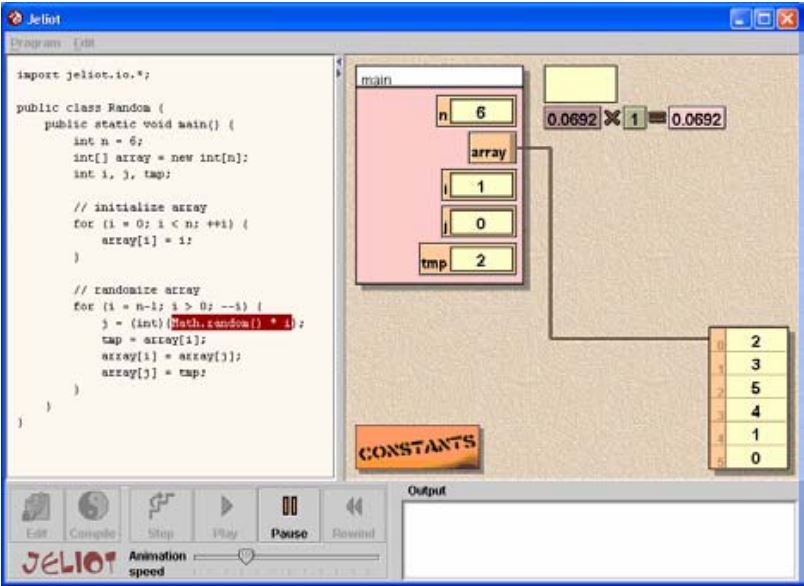 Jeliot
Program Edit
import jeliot.io.*;
public class Random {
public static void main() {
int n = 6;
int[] array = new int[n];
int i, j, tmp;
// initialize array
for (i = 0; i < n; ++i) {
array[i] = i;
}
// randomize array
for (i = n-1; i > 0; --i) {
j = (int)(Math.random() * i);
tmp = array[i];
array[i] = array[j];
array[j] = tmp;
}
}
}
main
n 6
array
i 1
j 0
tmp 2
0.0692 × 1 = 0.0692
0 2
1 3
2 5
3 4
4 1
5 0
CONSTANTS
Edit Compile Step Play Pause Rewind
JELIOT
Animation
speed
Output